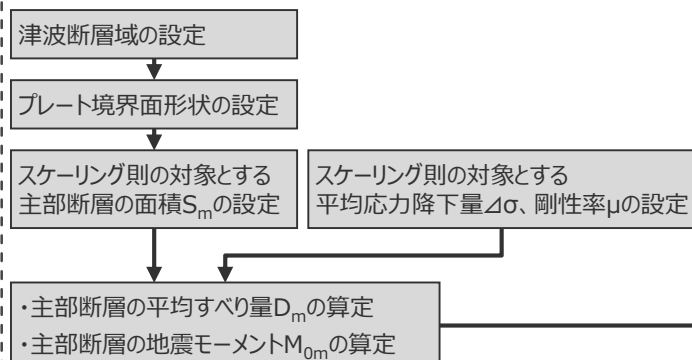 津波断層域の設定
プレート境界面形状の設定
スケーリング則の対象とする
主部断層の面積Smの設定
スケーリング則の対象とする
平均応力降下量⊿σ、剛性率μの設定
・主部断層の平均すべり量Dmの算定
・主部断層の地震モーメントM0mの算定